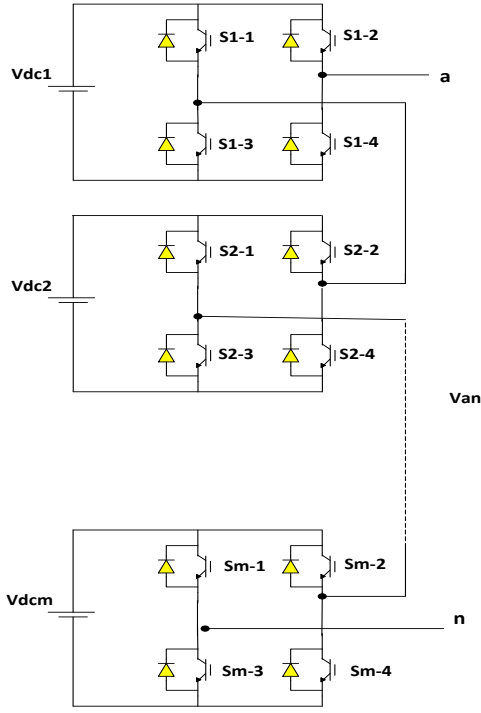 S1-1
S1-2
Vdc1
a
S1-3
S1-4
S2-1
S2-2
Vdc2
S2-3
S2-4
Van
Sm-1
Sm-2
Vdcm
n
Sm-3
Sm-4